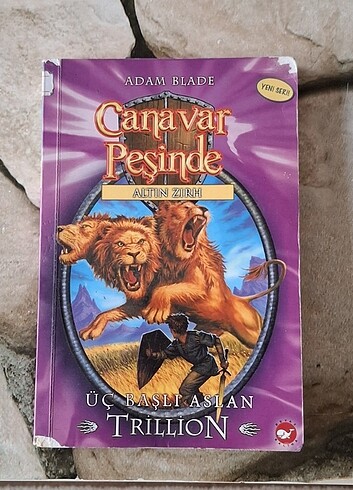 ADAM BLADE
YENİ SERİ!
Canavar
Peşinde
ALTIN ZIRH
ÜÇ BAŞLI ASLAN
TRILLION